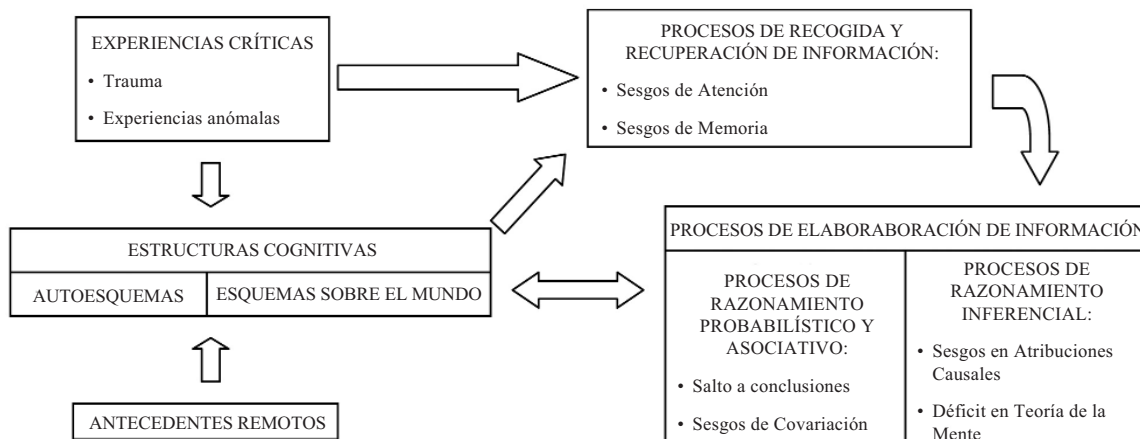 EXPERIENCIAS CRÍTICAS
• Trauma
• Experiencias anómalas
PROCESOS DE RECOGIDA Y
RECUPERACIÓN DE INFORMACIÓN:
• Sesgos de Atención
• Sesgos de Memoria
ESTRUCTURAS COGNITIVAS
AUTOESQUEMAS
ESQUEMAS SOBRE EL MUNDO
ANTECEDENTES REMOTOS
PROCESOS DE ELABORABORACIÓN DE INFORMACIÓN
PROCESOS DE
RAZONAMIENTO
PROBABILÍSTICO Y
ASOCIATIVO:
• Salto a conclusiones
• Sesgos de Covariación
PROCESOS DE
RAZONAMIENTO
INFERENCIAL:
• Sesgos en Atribuciones
Causales
• Déficit en Teoría de la
Mente